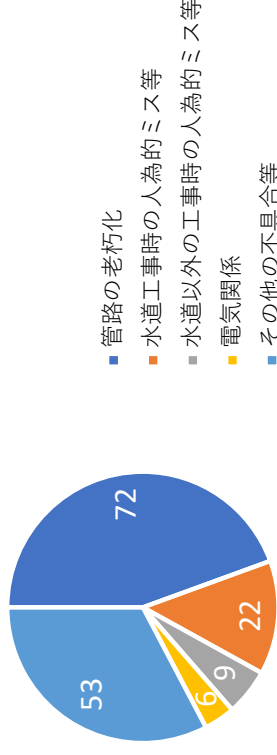 72
22
9
6
53
管路の老朽化
水道工事時の人為的ミス等
水道以外の工事時の人為的ミス等
電気関係
その他の不具合等